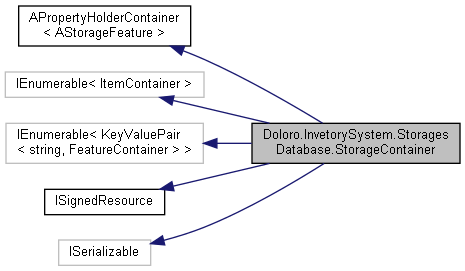 APropertyHolderContainer
< AStorageFeature >
IEnumerable< ItemContainer >
IEnumerable< KeyValuePair
< string, FeatureContainer > >
Doloro.InvetorySystem.Storages
Database.StorageContainer
ISignedResource
ISerializable